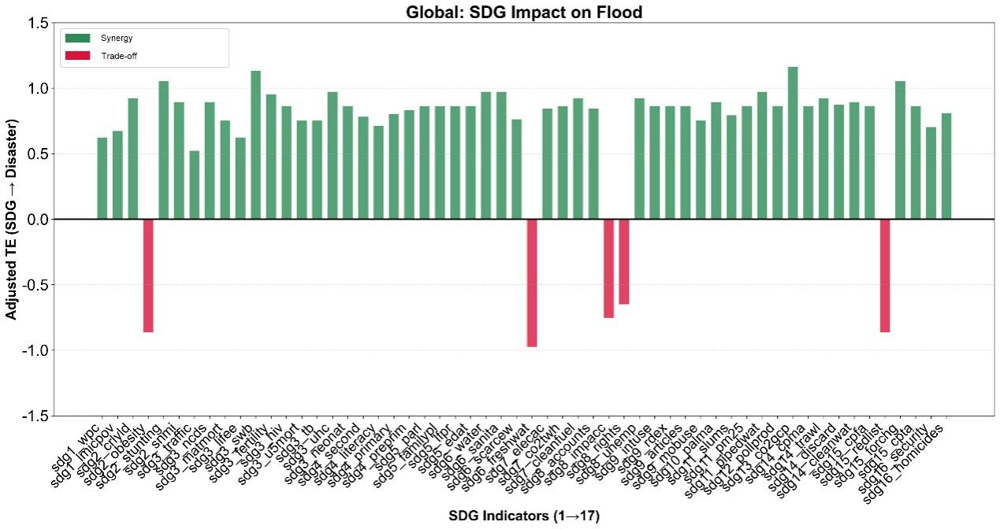 Global: SDG Impact on Flood
Synergy
Trade-off
1.5
1.0
0.5
0.0
-0.5
-1.0
-1.5
Adjusted TE (SDG → Disaster)
sdg1_wpc
sdg1_lmicpov
sdg2_crlyld
sdg2_obesity
sdg2_stunting
sdg2_snmi
sdg3_traffic
sdg3_ncds
sdg3_matmort
sdg3_lifee
sdg3_swb
sdg3_fertility
sdg3_hiv
sdg3_u5mort
sdg3_tb
sdg3_uhc
sdg3_neonat
sdg4_second
sdg4_literacy
sdg4_primary
sdg4_preprim
sdg5_parl
sdg5_familypl
sdg5_lfpr
sdg5_edat
sdg6_water
sdg6_sanita
sdg6_scarcew
sdg6_freshwat
sdg7_elecac
sdg7_co2twh
sdg7_cleanfuel
sdg8_accounts
sdg8_impacc
sdg8_rights
sdg8_unemp
sdg9_intuse
sdg9_rdex
sdg9_articles
sdg9_mobuse
sdg10_palma
sdg11_slums
sdg11_pm25
sdg11_pipedwat
sdg12_pollprod
sdg13_co2gcp
sdg14_cpma
sdg14_trawl
sdg14_discard
sdg14_cleanwat
sdg15_cpfa
sdg15_redlist
sdg15_forchg
sdg15_cpta
sdg16_security
sdg16_homicides
SDG Indicators (1→17)